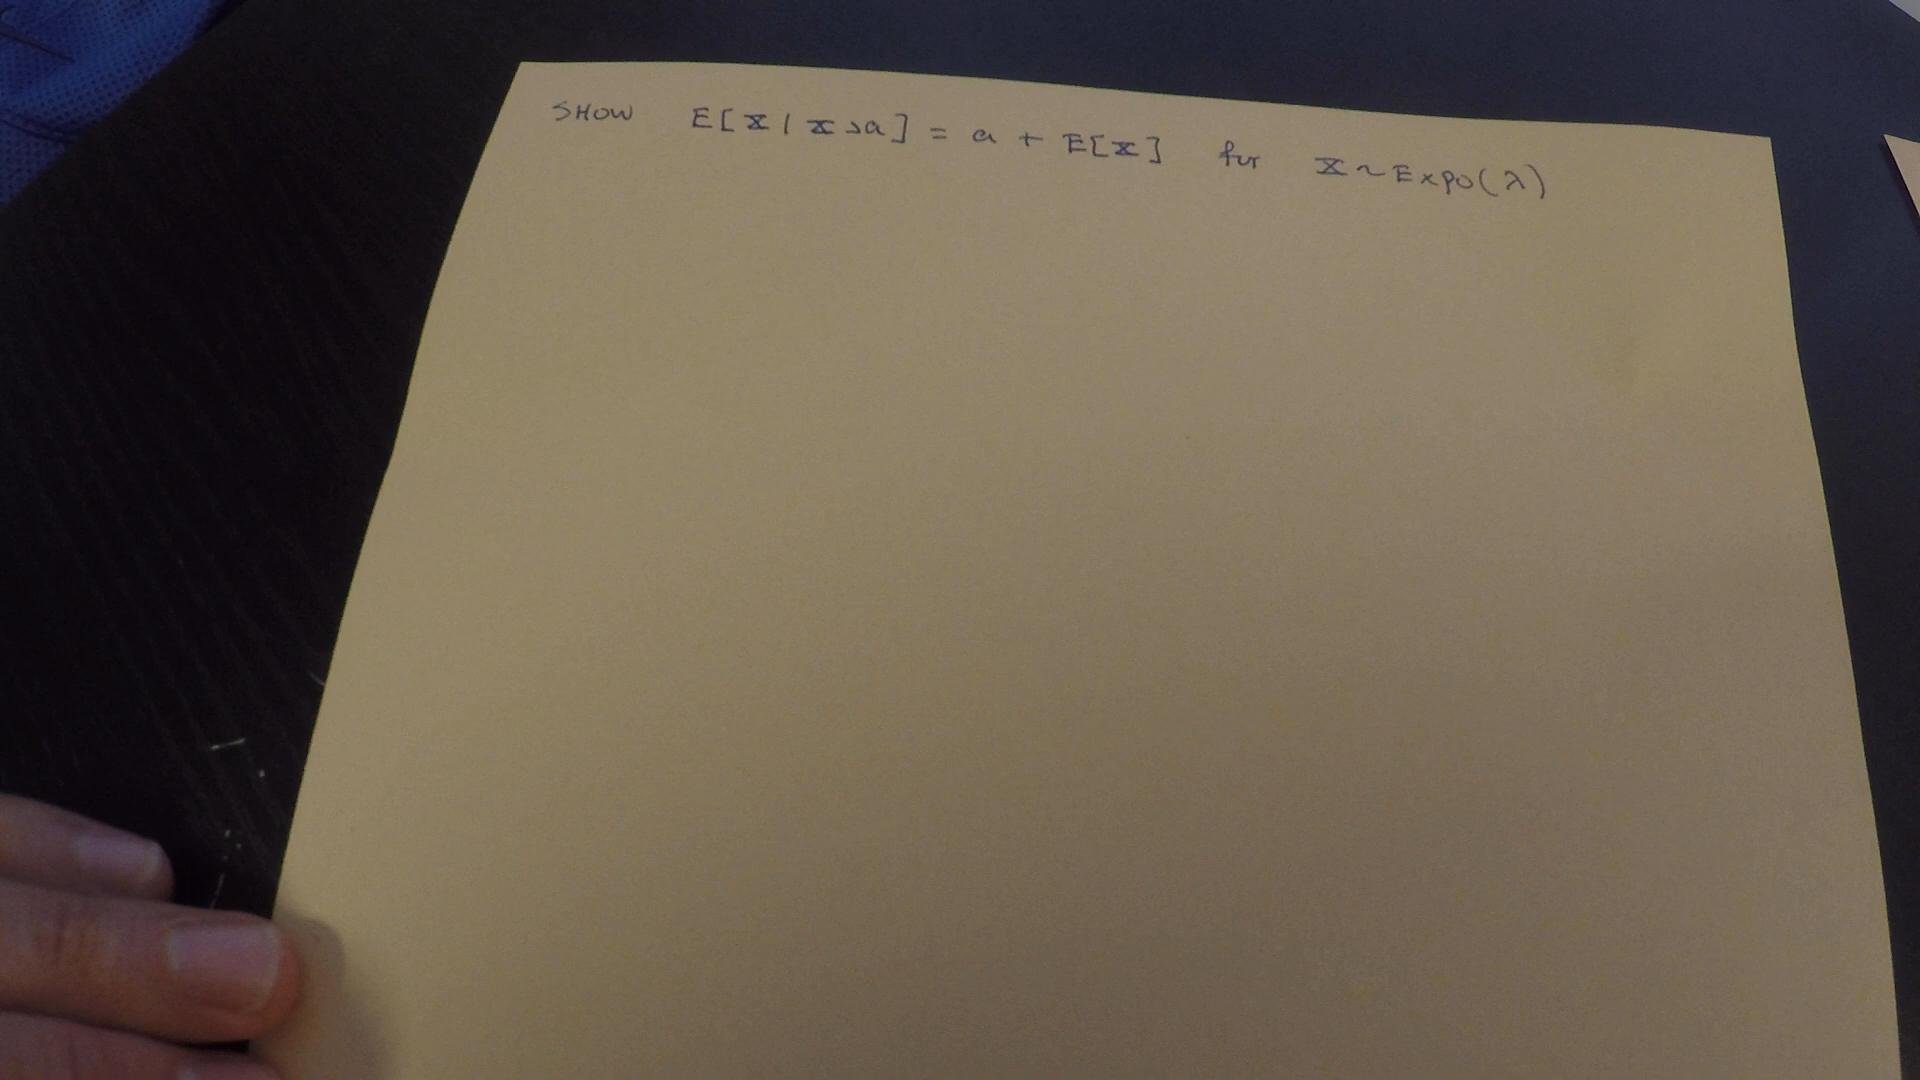 SHOW E[X | X > a] = a + E[X] for X ~ Expo(λ)